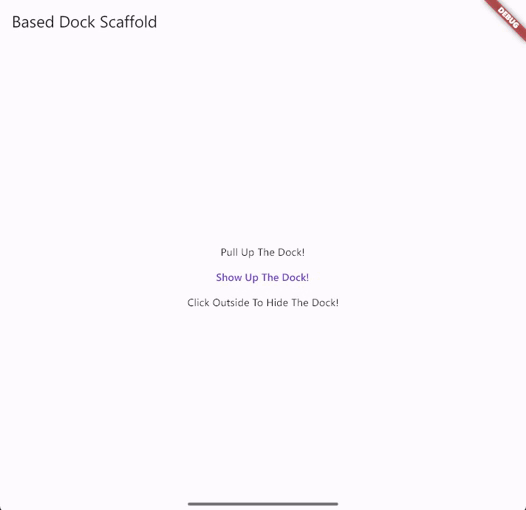 Based Dock Scaffold
DEBUG
Pull Up The Dock!
Show Up The Dock!
Click Outside To Hide The Dock!